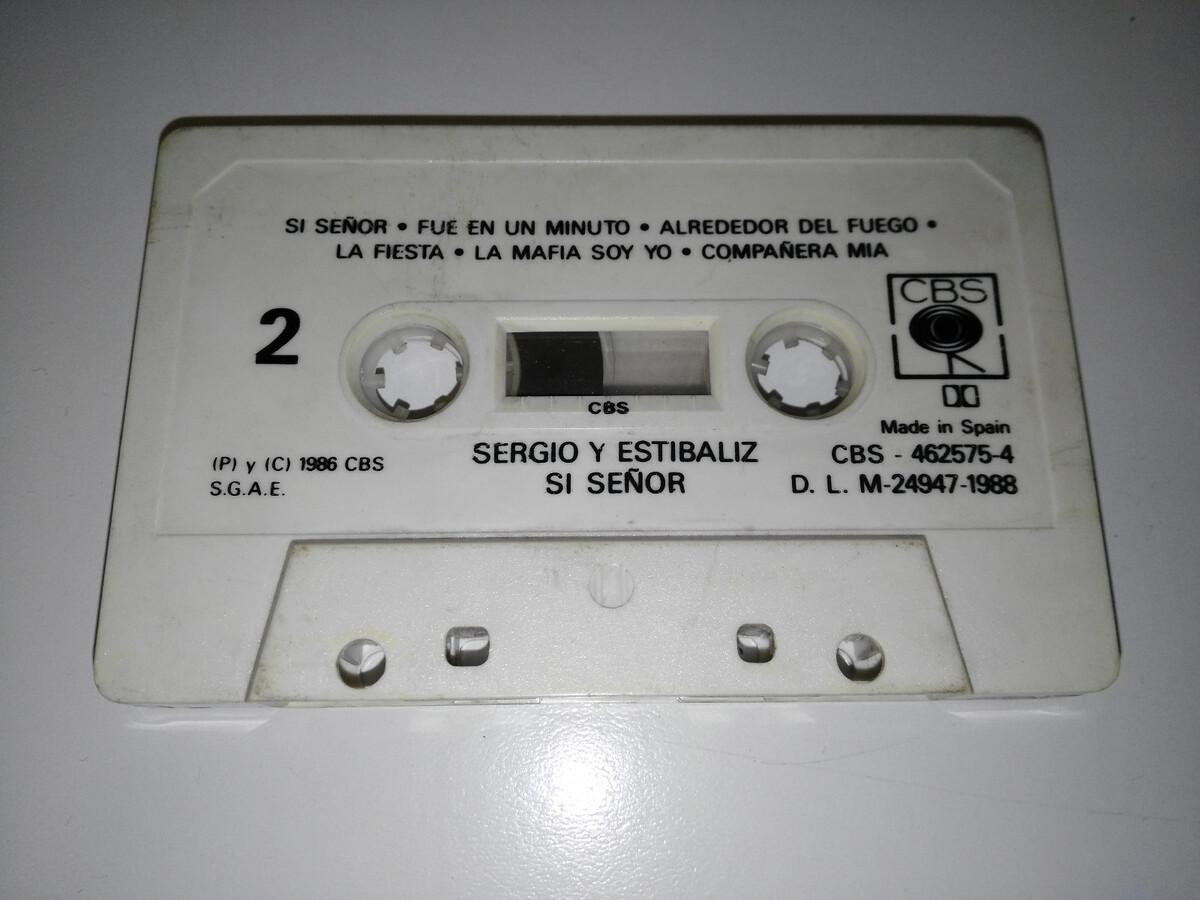 SI SEÑOR • FUE EN UN MINUTO • ALREDEDOR DEL FUEGO •
LA FIESTA • LA MAFIA SOY YO • COMPAÑERA MIA
CBS
2
CBS
Made in Spain
(P) y (C) 1986 CBS
S.G.A.E.
SERGIO Y ESTIBALIZ
SI SEÑOR
CBS - 462575-4
D. L. M-24947-1988